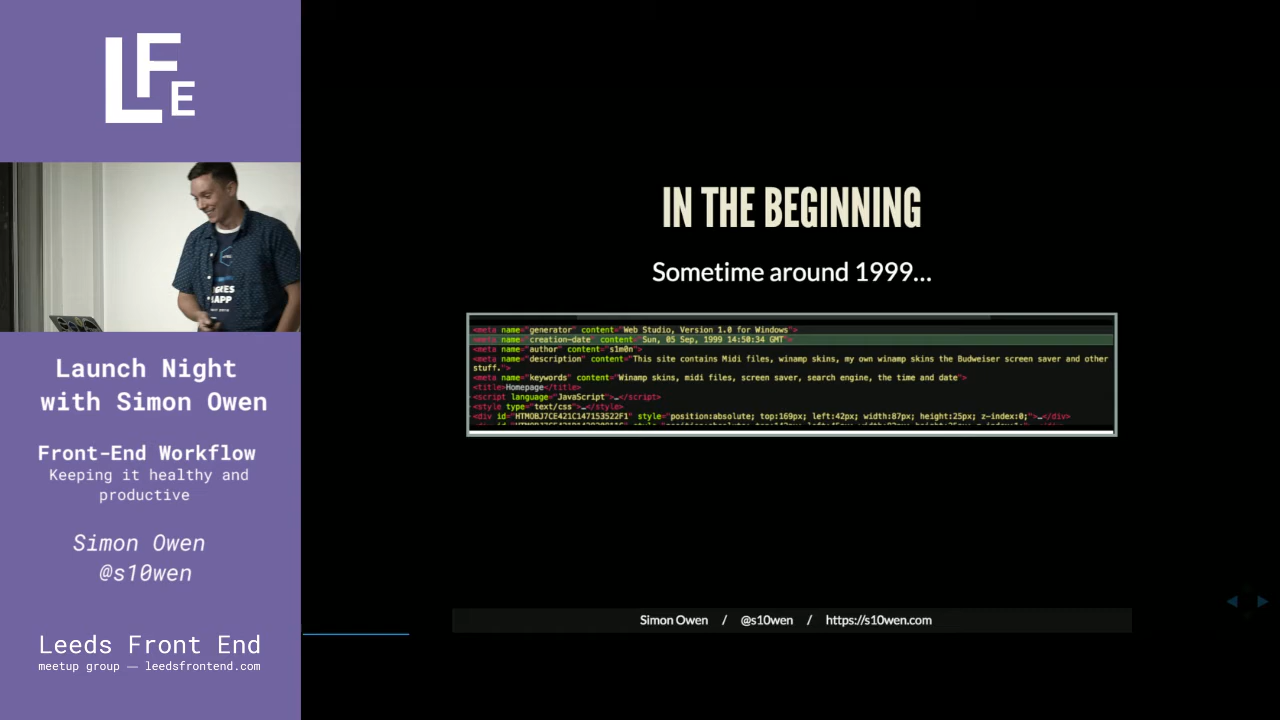 LFE
Launch Night
with Simon Owen
Front-End Workflow
Keeping it healthy and
productive
Simon Owen
@s10wen
Leeds Front End
meetup group — leedsfrontend.com
IN THE BEGINNING
Sometime around 1999...
<meta name="generator" content="Web Studio, Version 1.0 for Windows">
<meta name="creation-date" content="Sun, 05 Sep, 1999 14:50:34 GMT">
<meta name="author" content="s1m0n">
<meta name="description" content="This site contains Midi files, winamp skins, my own winamp skins the Budweiser screen saver and other
stuff.">
<meta name="keywords" content="Winamp skins, midi files, screen saver, search engine, the time and date">
<title>Homepage</title>
<script language="JavaScript">…</script>
<style type="text/css">…</style>
<div id="HTMOBJ7CE421C147153522F1" style="position:absolute; top:169px; left:42px; width:87px; height:25px; z-index:0;">…</div>
Simon Owen / @s10wen / https://s10wen.com